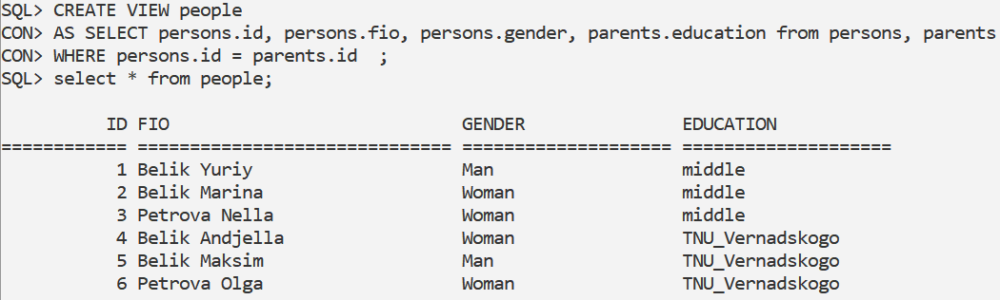 SQL> CREATE VIEW people
CON> AS SELECT persons.id, persons.fio, persons.gender, parents.education from persons, parents
CON> WHERE persons.id = parents.id  ;
SQL> select * from people;
ID FIO GENDER EDUCATION
============ ============================== ==================== ====================
1 Belik Yuriy Man middle
2 Belik Marina Woman middle
3 Petrova Nella Woman middle
4 Belik Andjella Woman TNU_Vernadskogo
5 Belik Maksim Man TNU_Vernadskogo
6 Petrova Olga Woman TNU_Vernadskogo